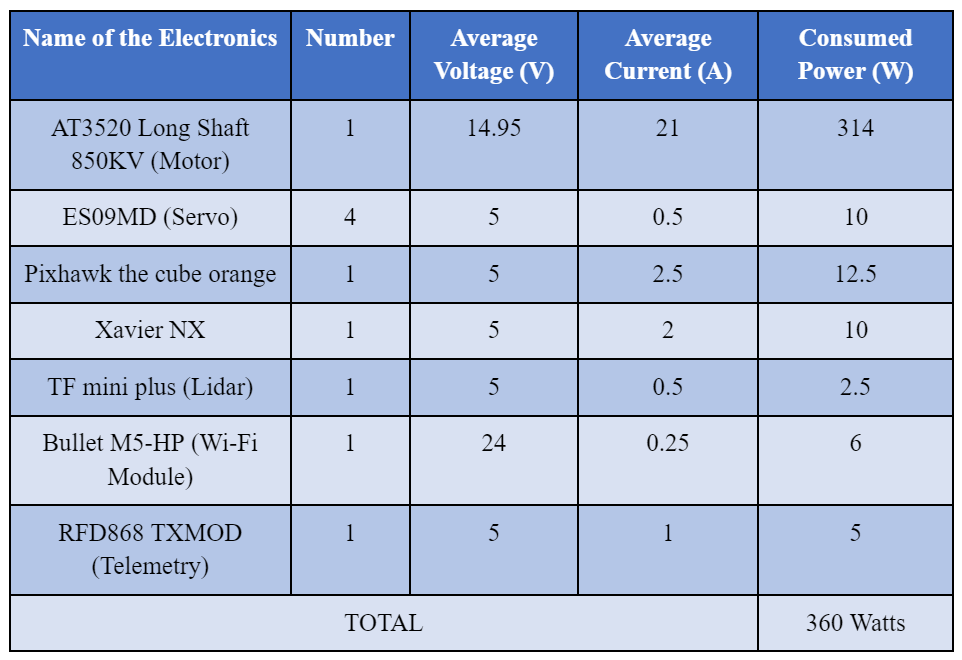 Name of the Electronics Number Average Voltage (V) Average Current (A) Consumed Power (W)
AT3520 Long Shaft 850KV (Motor) 1 14.95 21 314
ES09MD (Servo) 4 5 0.5 10
Pixhawk the cube orange 1 5 2.5 12.5
Xavier NX 1 5 2 10
TF mini plus (Lidar) 1 5 0.5 2.5
Bullet M5-HP (Wi-Fi Module) 1 24 0.25 6
RFD868 TXMOD (Telemetry) 1 5 1 5
TOTAL 360 Watts